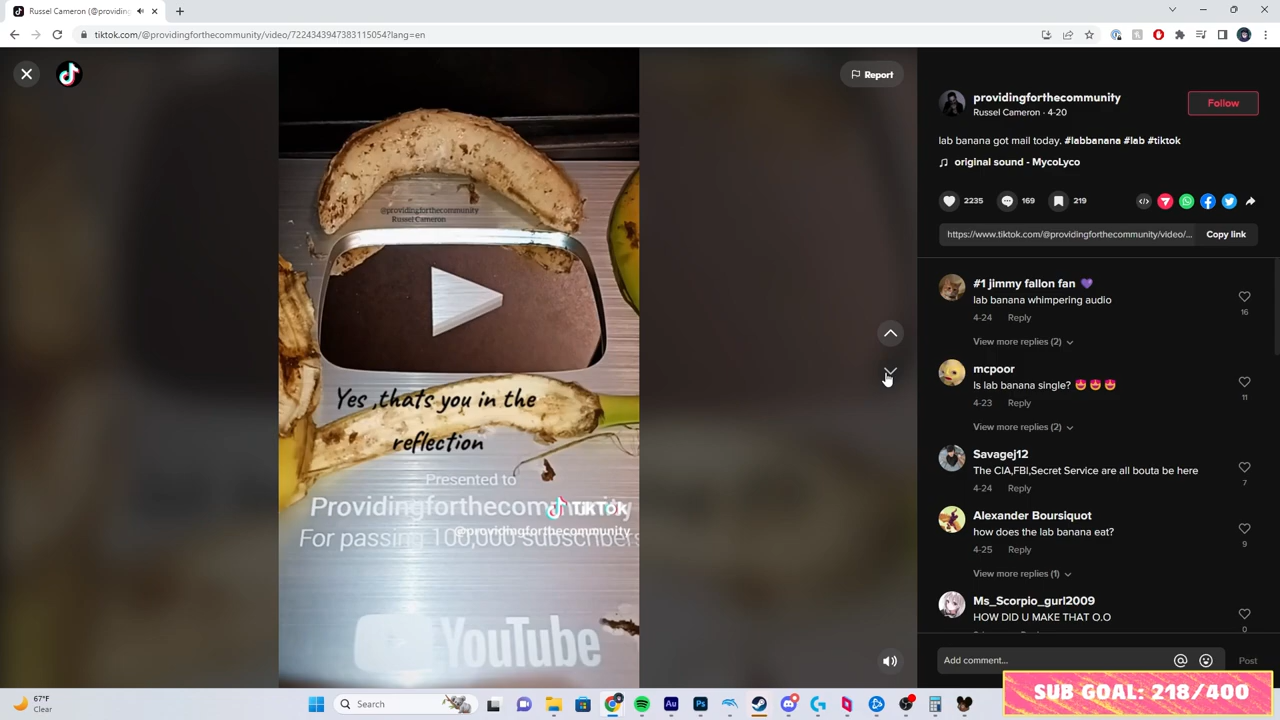 Russel Cameron (@providing
tiktok.com/@providingforthecommunity/video/7224343947383115054?lang=en
Report
@providingforthecommunity
Russel Cameron
Yes ,thats you in the
reflection
Presented to
Providingforthecommunity
TikTok
@providingforthecommunity
For passing 100,000 subscribers
YouTube
providingforthecommunity
Russel Cameron · 4-20
Follow
lab banana got mail today. #labbanana #lab #tiktok
original sound - MycoLyco
2235
169
219
https://www.tiktok.com/@providingforthecommunity/video/...
Copy link
#1 jimmy fallon fan 💜
lab banana whimpering audio
4-24 Reply
16
View more replies (2)
mcpoor
Is lab banana single? 😍😍😍
4-23 Reply
11
View more replies (2)
Savagej12
The CIA,FBI,Secret Service are all bouta be here
4-24 Reply
7
Alexander Boursiquot
how does the lab banana eat?
4-25 Reply
9
View more replies (1)
Ms_Scorpio_gurl2009
HOW DID U MAKE THAT O.O
0
Add comment...
Post
67°F
Clear
Search
SUB GOAL: 218/400